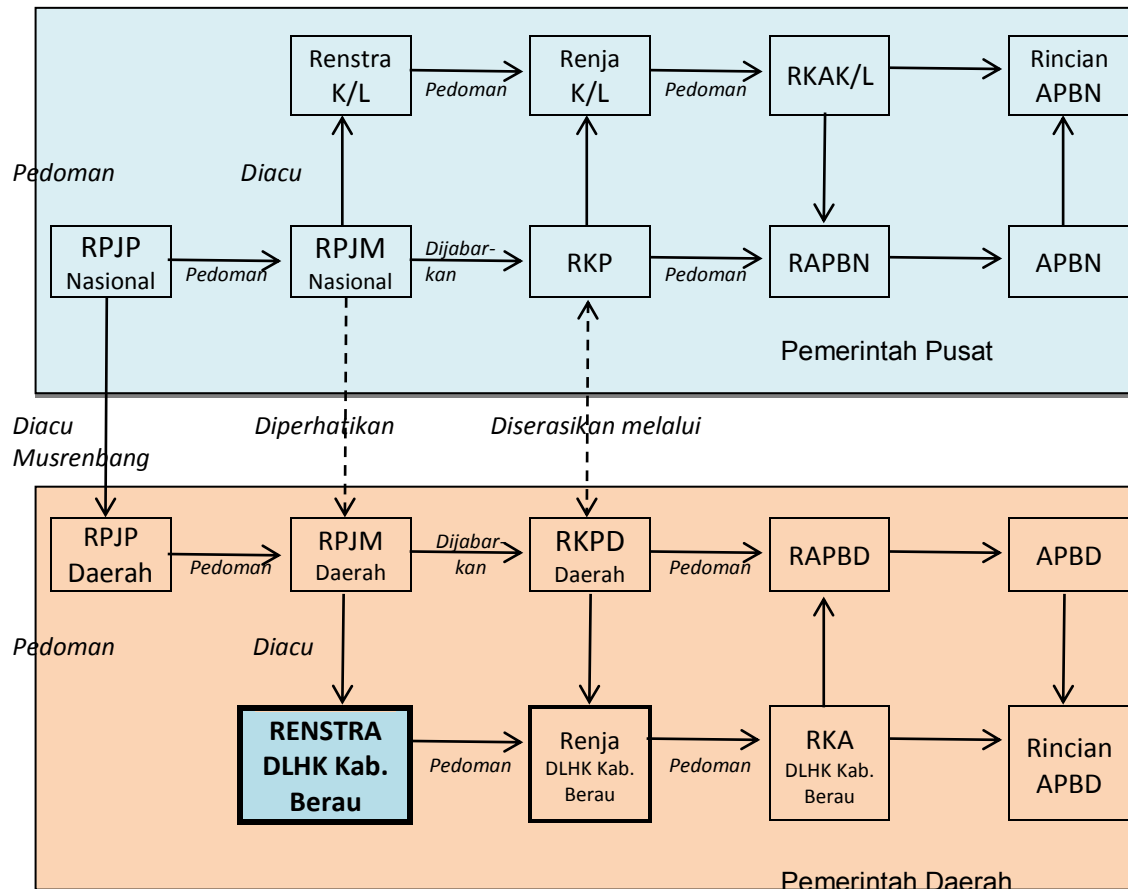 Renstra
K/L
Pedoman
Renja
K/L
Pedoman
RKAK/L
Rincian
APBN
Pedoman
Diacu
RPJP
Nasional
Pedoman
RPJM
Nasional
Dijabar-
kan
RKP
Pedoman
RAPBN
APBN
Pemerintah Pusat
Diacu
Musrenbang
Diperhatikan
Diserasikan melalui
RPJP
Daerah
Pedoman
RPJM
Daerah
Dijabar-
kan
RKPD
Daerah
Pedoman
RAPBD
APBD
Pedoman
Diacu
RENSTRA
DLHK Kab.
Berau
Pedoman
Renja
DLHK Kab.
Berau
Pedoman
RKA
DLHK Kab.
Berau
Rincian
APBD
Pemerintah Daerah